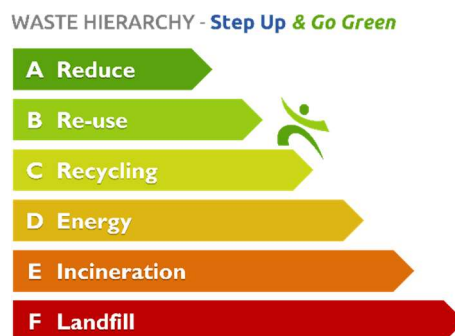 WASTE HIERARCHY - Step Up & Go Green
A Reduce
B Re-use
C Recycling
D Energy
E Incineration
F Landfill